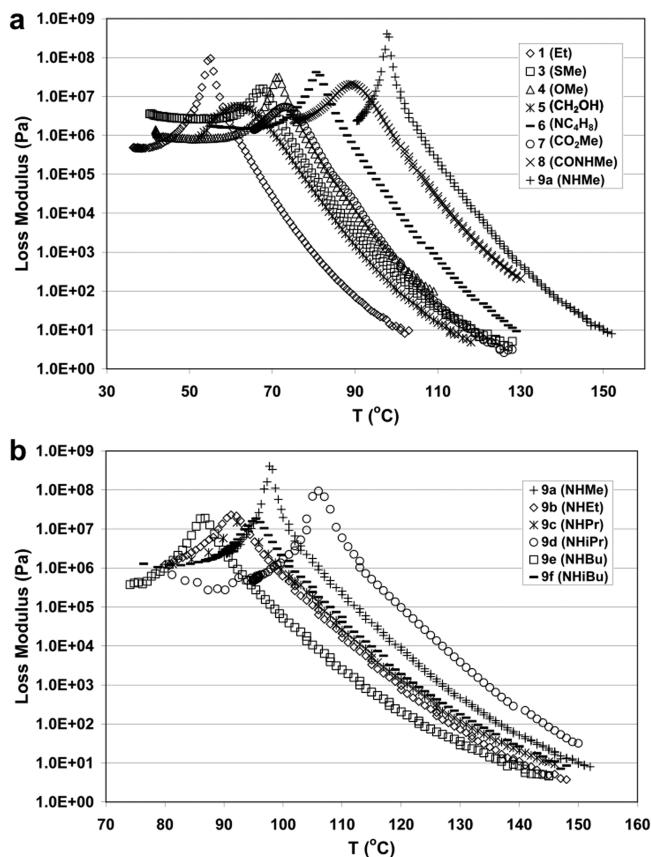 a
1.0E+09
1.0E+08
1.0E+07
1.0E+06
1.0E+05
1.0E+04
1.0E+03
1.0E+02
1.0E+01
1.0E+00
Loss Modulus (Pa)
30 50 70 90 110 130 150
T (°C)
1 (Et)
3 (SMe)
4 (OMe)
5 (CH₂OH)
6 (NC₄H₈)
7 (CO₂Me)
8 (CONHMe)
9a (NHMe)
b
1.0E+09
1.0E+08
1.0E+07
1.0E+06
1.0E+05
1.0E+04
1.0E+03
1.0E+02
1.0E+01
1.0E+00
Loss Modulus (Pa)
70 80 90 100 110 120 130 140 150 160
T (°C)
9a (NHMe)
9b (NHEt)
9c (NHPr)
9d (NHiPr)
9e (NHBu)
9f (NHiBu)